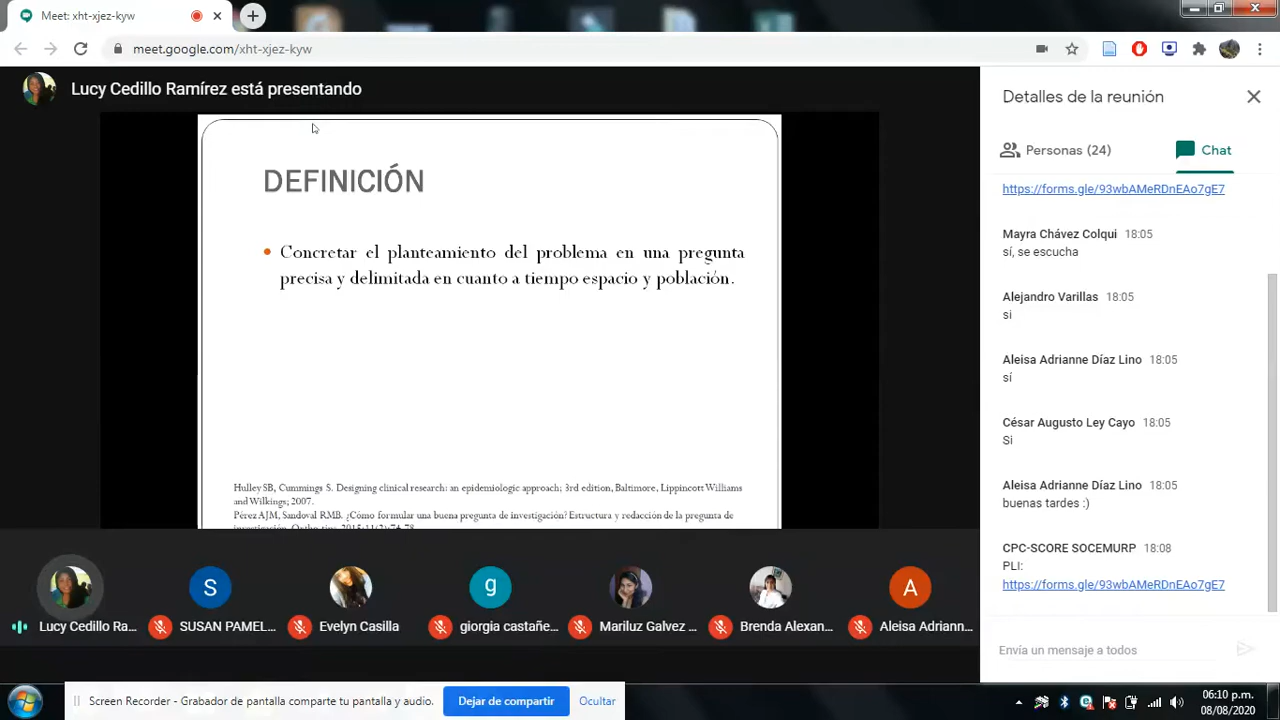 Meet: xht-xjez-kyw
meet.google.com/xht-xjez-kyw
Lucy Cedillo Ramírez está presentando
DEFINICIÓN
• Concretar el planteamiento del problema en una pregunta
precisa y delimitada en cuanto a tiempo espacio y población.
Hulley SB, Cummings S. Designing clinical research: an epidemiologic approach; 3rd edition, Baltimore, Lippincott Williams
and Wilkings; 2007.
Pérez AJM, Sandoval RMB. ¿Cómo formular una buena pregunta de investigación? Estructura y redacción de la pregunta de
investigación. Ortho-tips. 2015;11(2):74-78.
Lucy Cedillo Ra...
SUSAN PAMEL...
Evelyn Casilla
giorgia castañe...
Mariluz Galvez ...
Brenda Alexan...
Aleisa Adriann...
S
g
A
Detalles de la reunión
Personas (24)
Chat
https://forms.gle/93wbAMeRDnEAo7gE7
Mayra Chávez Colqui 18:05
sí, se escucha
Alejandro Varillas 18:05
si
Aleisa Adrianne Díaz Lino 18:05
sí
César Augusto Ley Cayo 18:05
Si
Aleisa Adrianne Díaz Lino 18:05
buenas tardes :)
CPC-SCORE SOCEMURP 18:08
PLI:
https://forms.gle/93wbAMeRDnEAo7gE7
Envía un mensaje a todos
Screen Recorder - Grabador de pantalla comparte tu pantalla y audio.
Dejar de compartir
Ocultar
06:10 p.m.
08/08/2020